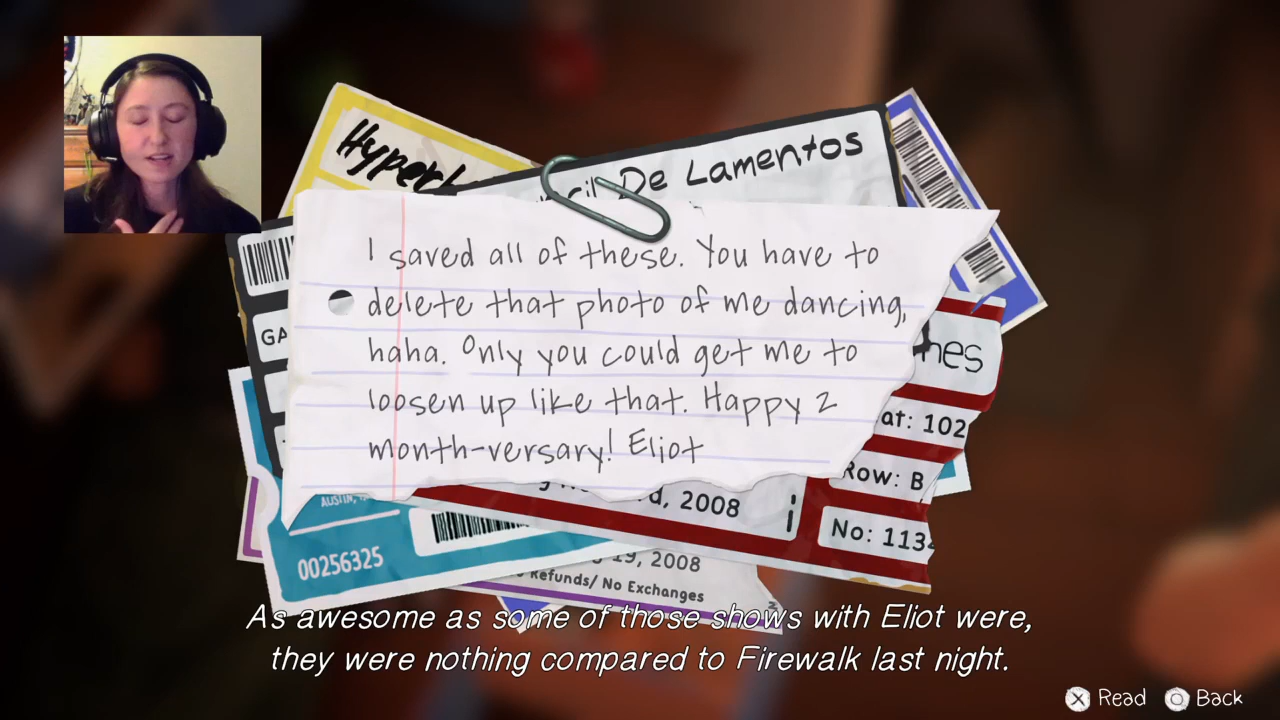 De Lamentos
I saved all of these. You have to
delete that photo of me dancing,
haha. Only you could get me to
loosen up like that. Happy 2
month-versary! Eliot
at: 102
Row: B
2008
No: 113
00256325
19, 2008
Refunds/ No Exchanges
As awesome as some of those shows with Eliot were,
they were nothing compared to Firewalk last night.
Read Back